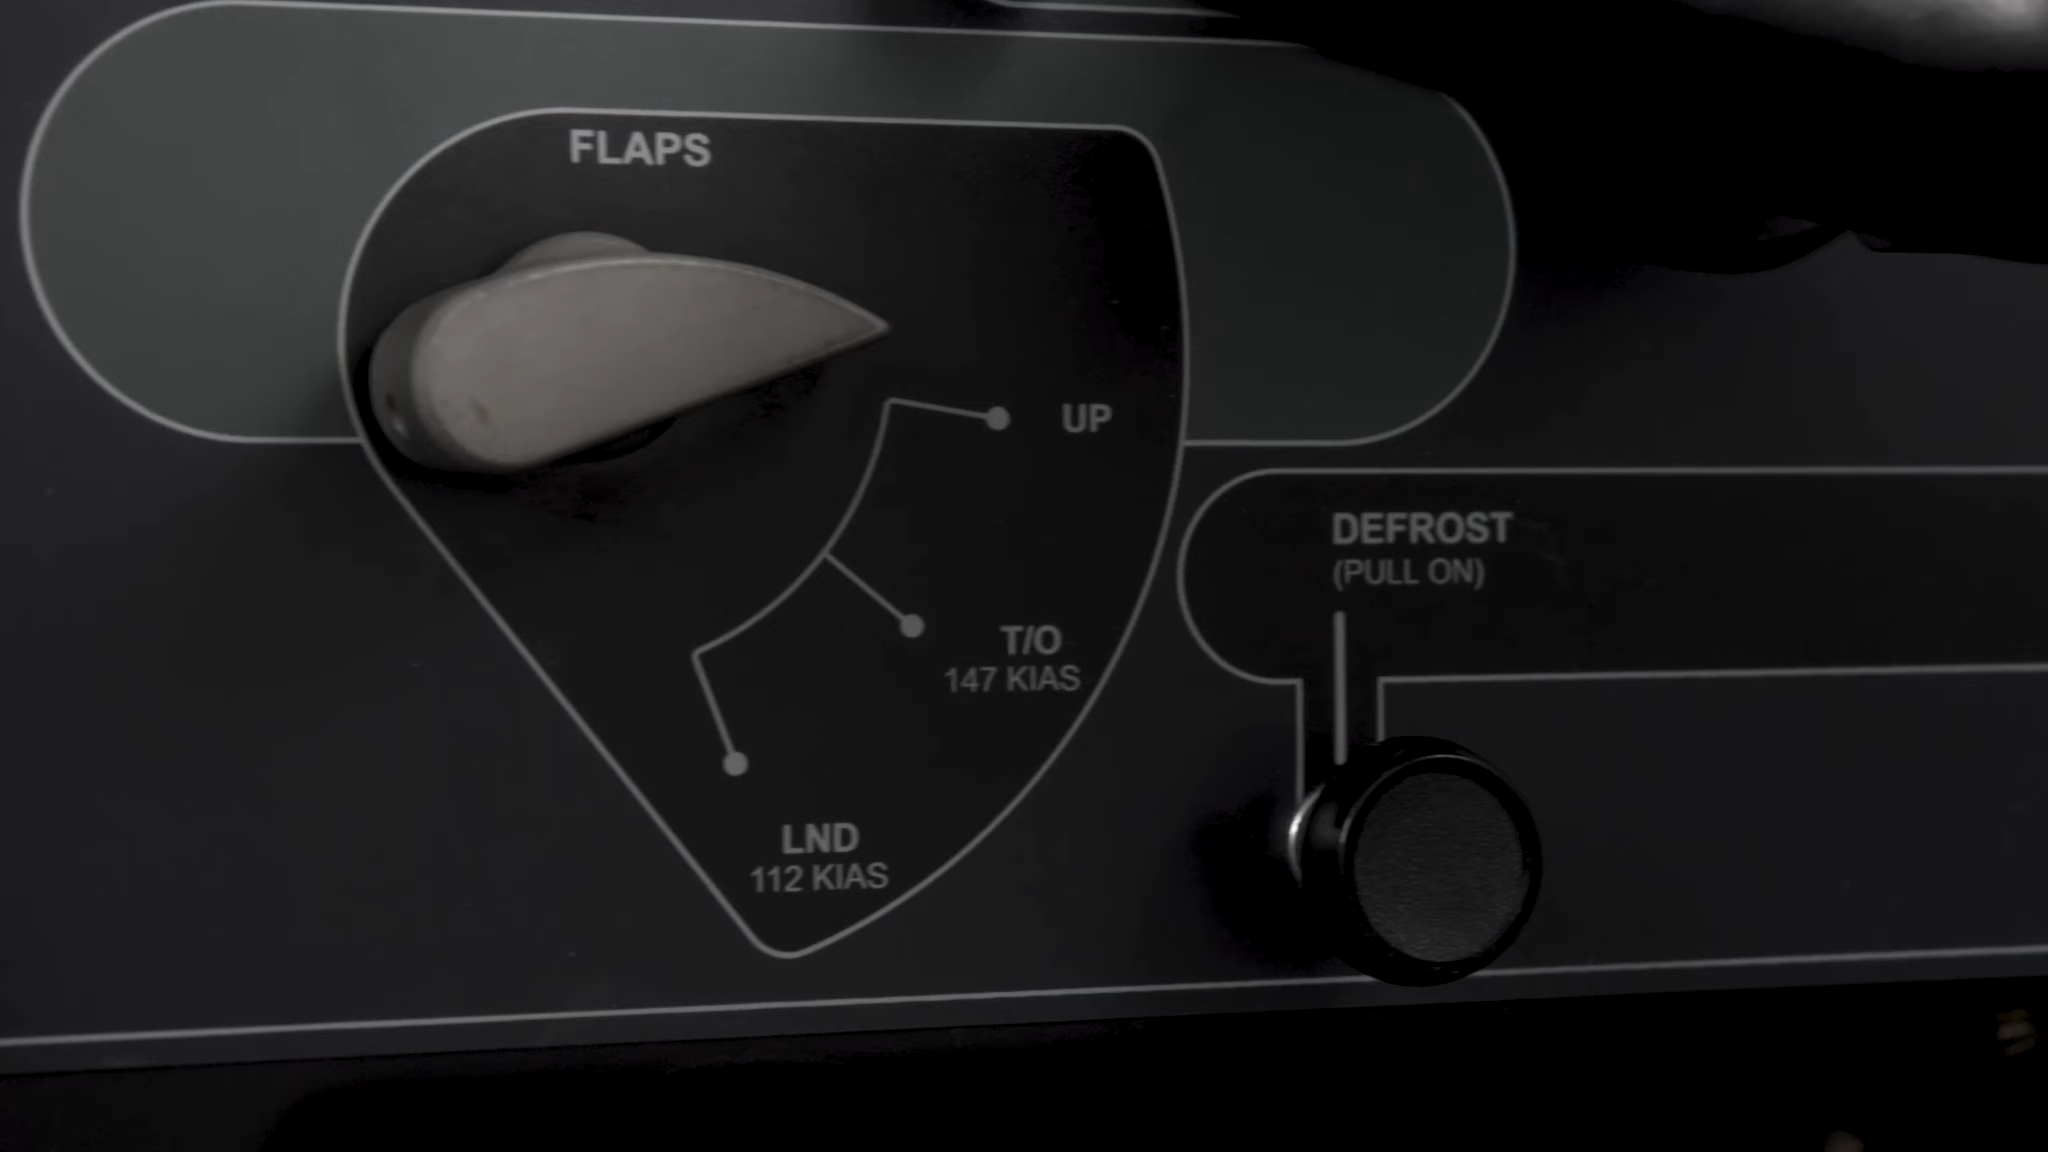 FLAPS
UP
T/O
147 KIAS
LND
112 KIAS
DEFROST
(PULL ON)